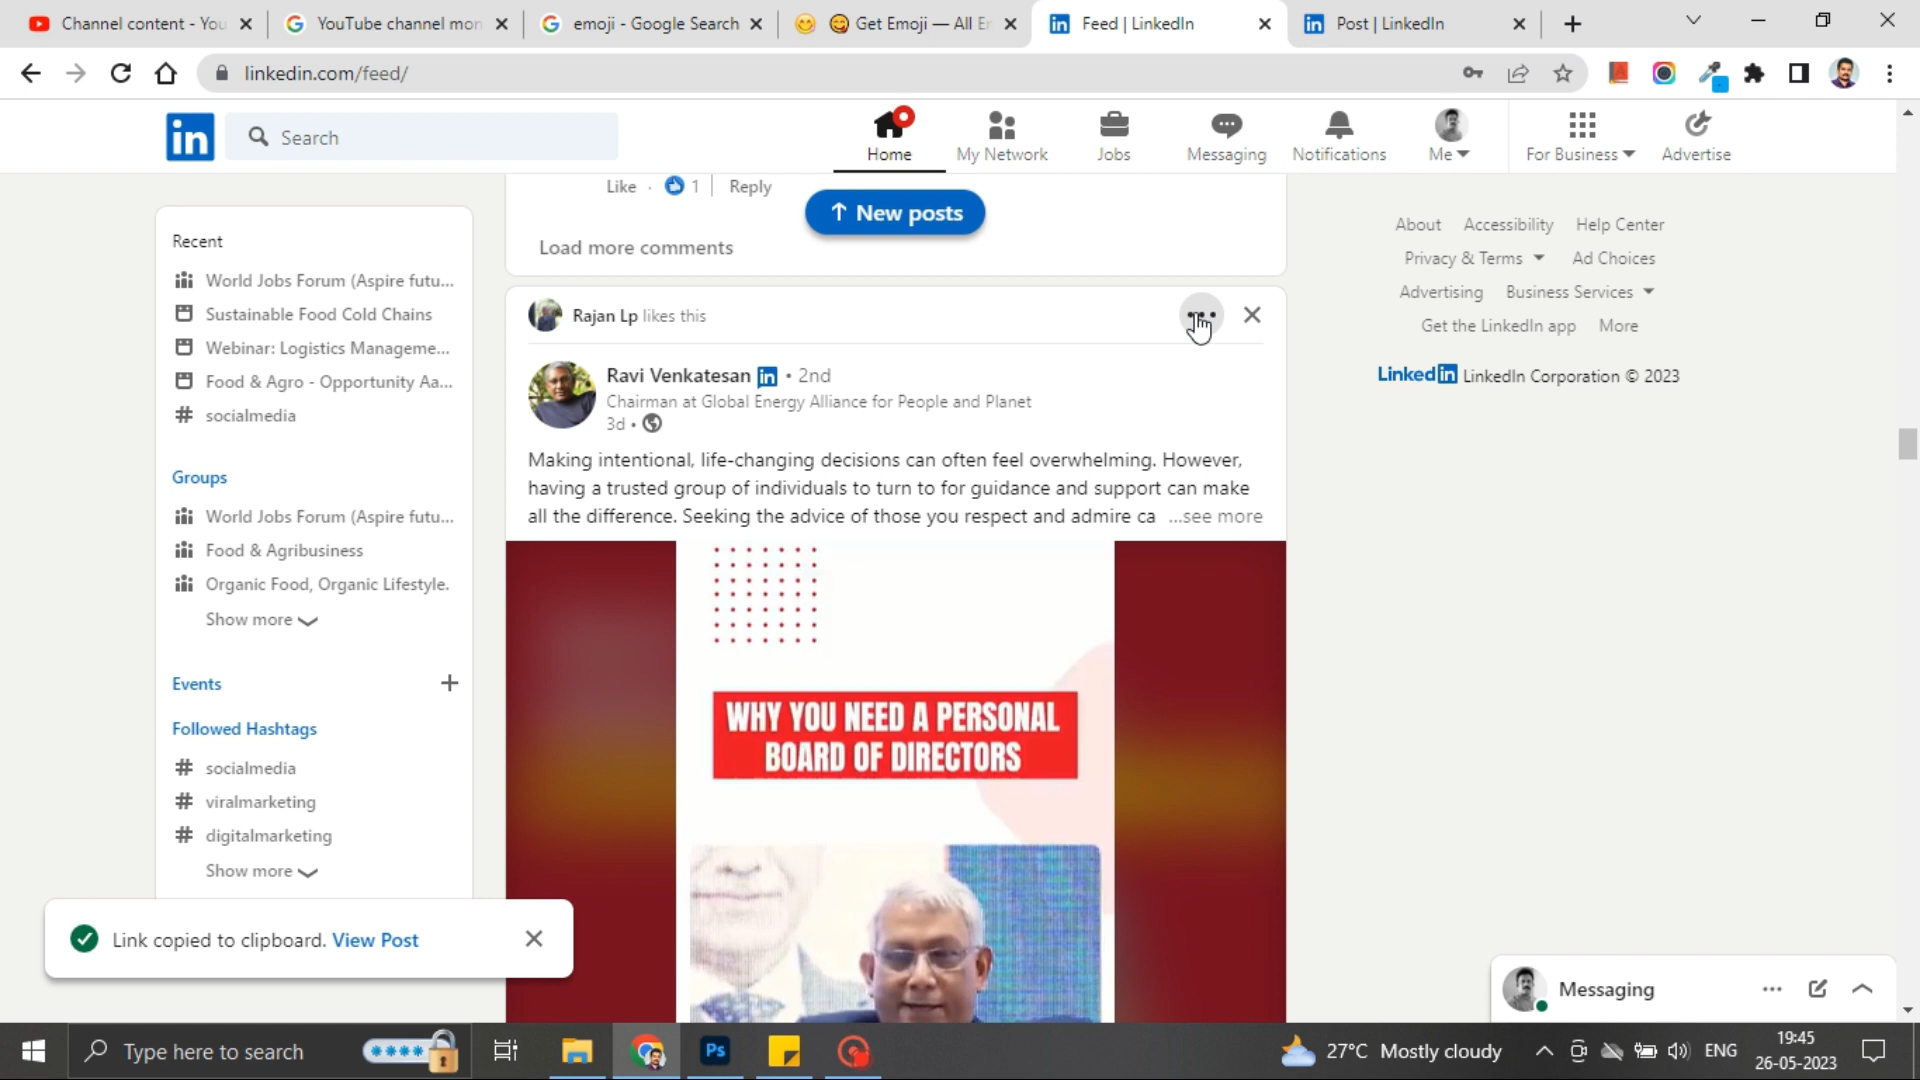 Channel content - You
YouTube channel mon
emoji - Google Search
Get Emoji — All E
Feed | LinkedIn
Post | LinkedIn
linkedin.com/feed/
in
Search
Home
My Network
Jobs
Messaging
Notifications
Me
For Business
Advertise
Recent
World Jobs Forum (Aspire futu...
Sustainable Food Cold Chains
Webinar: Logistics Manageme...
Food & Agro - Opportunity Aa...
# socialmedia
Groups
World Jobs Forum (Aspire futu...
Food & Agribusiness
Organic Food, Organic Lifestyle.
Show more
Events
Followed Hashtags
# socialmedia
# viralmarketing
# digitalmarketing
Show more
Like · 1 | Reply
↑ New posts
Load more comments
Rajan Lp likes this
Ravi Venkatesan in • 2nd
Chairman at Global Energy Alliance for People and Planet
3d •
Making intentional, life-changing decisions can often feel overwhelming. However,
having a trusted group of individuals to turn to for guidance and support can make
all the difference. Seeking the advice of those you respect and admire ca ...see more
WHY YOU NEED A PERSONAL
BOARD OF DIRECTORS
About Accessibility Help Center
Privacy & Terms Ad Choices
Advertising Business Services
Get the LinkedIn app More
LinkedIn LinkedIn Corporation © 2023
Link copied to clipboard. View Post
Messaging
Type here to search
Ps
27°C Mostly cloudy
ENG
19:45
26-05-2023